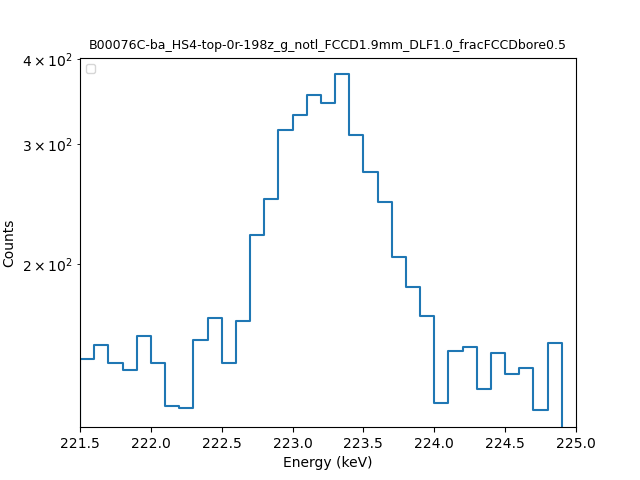 B00076C-ba_HS4-top-0r-198z_g_notl_FCCD1.9mm_DLF1.0_fracFCCDbore0.5
4 × 10²
3 × 10²
2 × 10²
Counts
221.5 222.0 222.5 223.0 223.5 224.0 224.5 225.0
Energy (keV)